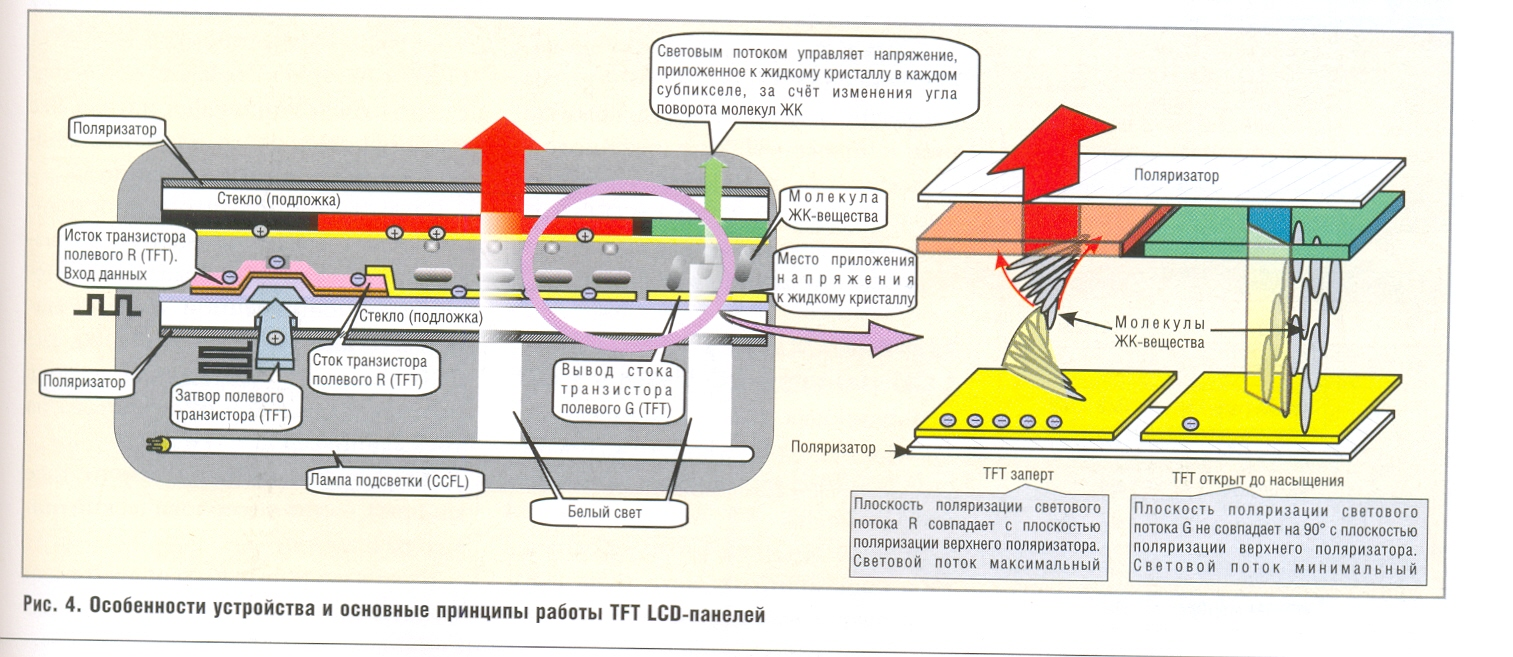 Световым потоком управляет напряжение,
приложенное к жидкому кристаллу в каждом
субпикселе, за счёт изменения угла
поворота молекул ЖК
Поляризатор
Стекло (подложка)
Молекула
ЖК-вещества
Исток транзистора
полевого R (TFT).
Вход данных
Место приложения
напряжения
к жидкому кристаллу
Стекло (подложка)
Поляризатор
Затвор полевого
транзистора (TFT)
Сток транзистора
полевого R (TFT)
Вывод стока
транзистора
полевого G (TFT)
Лампа подсветки (CCFL)
Белый свет
Поляризатор
Молекулы
ЖК-вещества
Поляризатор
TFT заперт
TFT открыт до насыщения
Плоскость поляризации светового
потока R совпадает с плоскостью
поляризации верхнего поляризатора.
Световой поток максимальный
Плоскость поляризации светового
потока G не совпадает на 90° с плоскостью
поляризации верхнего поляризатора.
Световой поток минимальный
Рис. 4. Особенности устройства и основные принципы работы TFT LCD-панелей